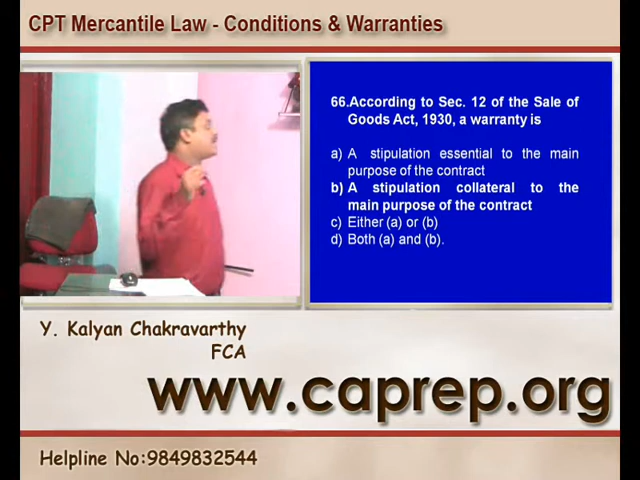 CPT Mercantile Law - Conditions & Warranties
66.According to Sec. 12 of the Sale of
Goods Act, 1930, a warranty is
a) A stipulation essential to the main
purpose of the contract
b) A stipulation collateral to the
main purpose of the contract
c) Either (a) or (b)
d) Both (a) and (b).
Y. Kalyan Chakravarthy
FCA
www.caprep.org
Helpline No:9849832544